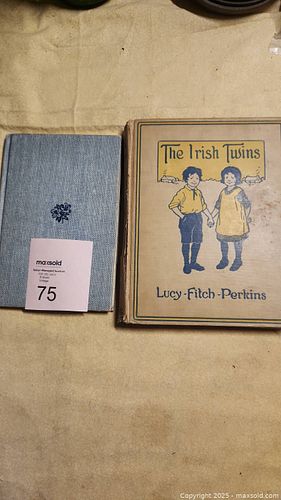 The Irish Twins
Lucy-Fitch-Perkins
maxsold
75
Copyright © 2025 - maxsold.com